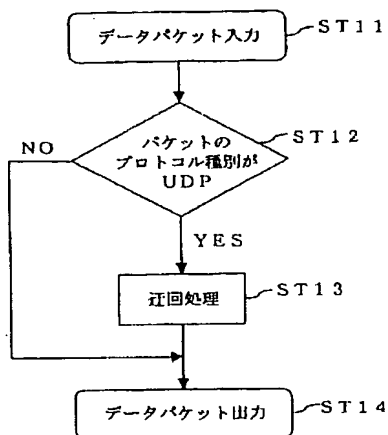 データパケット入力
ST11
パケットの
プロトコル種別が
UDP
ST12
NO
YES
迂回処理
ST13
データパケット出力
ST14